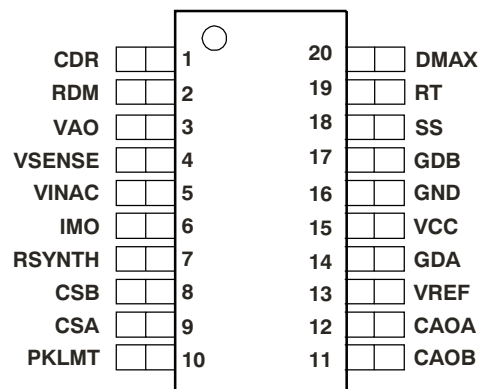 CDR 1 20 DMAX
RDM 2 19 RT
VAO 3 18 SS
VSENSE 4 17 GDB
VINAC 5 16 GND
IMO 6 15 VCC
RSYNTH 7 14 GDA
CSB 8 13 VREF
CSA 9 12 CAOA
PKLMT 10 11 CAOB